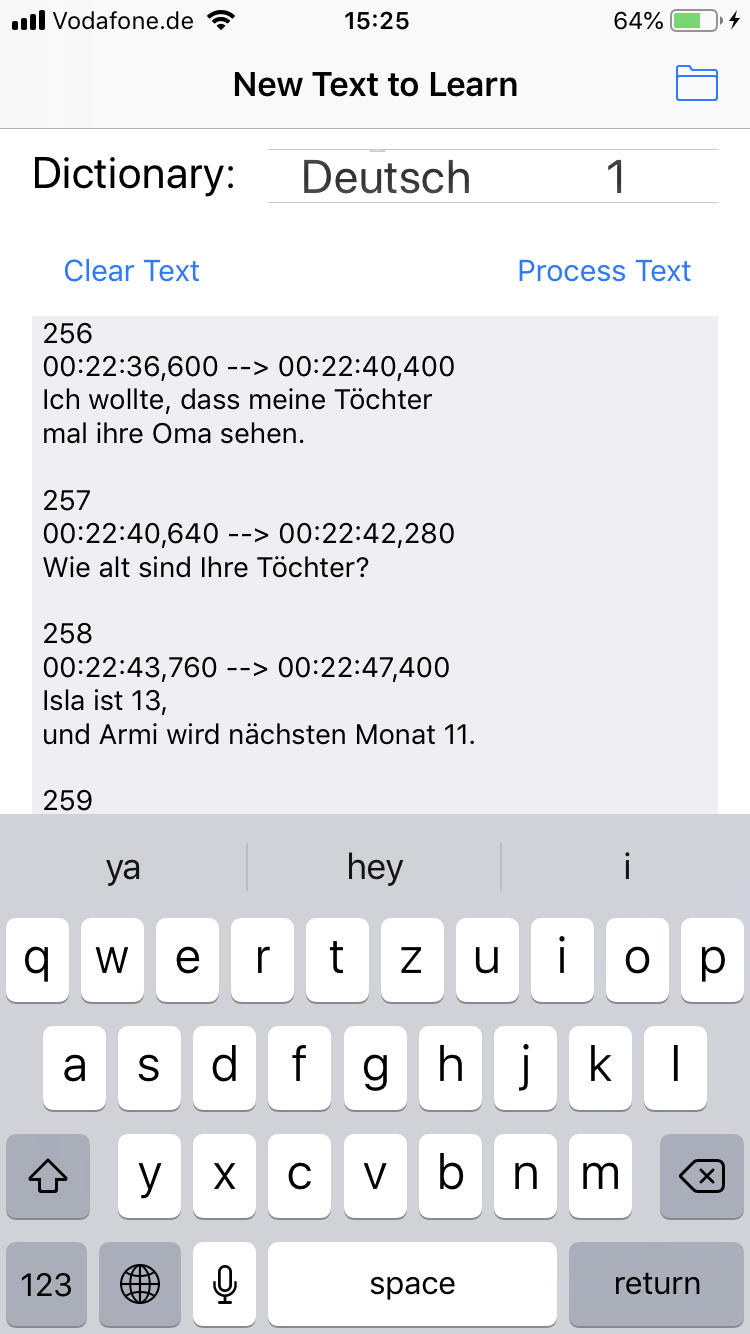 Vodafone.de 15:25 64%
New Text to Learn
Dictionary: Deutsch 1
Clear Text Process Text
256
00:22:36,600 --> 00:22:40,400
Ich wollte, dass meine Töchter
mal ihre Oma sehen.
257
00:22:40,640 --> 00:22:42,280
Wie alt sind Ihre Töchter?
258
00:22:43,760 --> 00:22:47,400
Isla ist 13,
und Armi wird nächsten Monat 11.
259
ya hey i
q w e r t z u i o p
a s d f g h j k l
y x c v b n m
123 space return